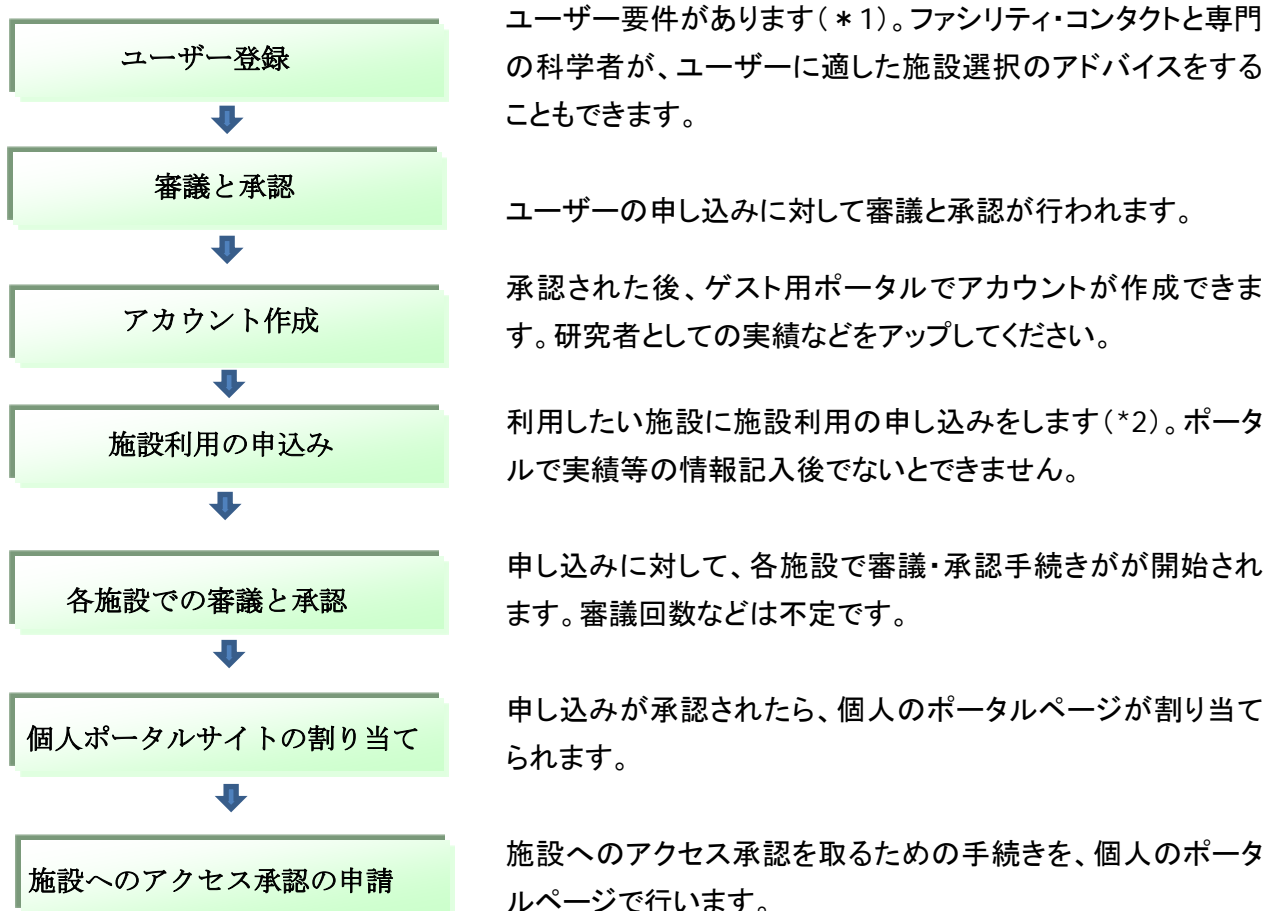 ユーザー登録
ユーザー要件があります(＊1)。ファシリティ・コンタクトと専門
の科学者が、ユーザーに適した施設選択のアドバイスをする
こともできます。
審議と承認
ユーザーの申し込みに対して審議と承認が行われます。
アカウント作成
承認された後、ゲスト用ポータルでアカウントが作成できま
す。研究者としての実績などをアップしてください。
施設利用の申込み
利用したい施設に施設利用の申し込みをします(*2)。ポータ
ルで実績等の情報記入後でないとできません。
各施設での審議と承認
申し込みに対して、各施設で審議・承認手続きがが開始され
ます。審議回数などは不定です。
個人ポータルサイトの割り当て
申し込みが承認されたら、個人のポータルページが割り当て
られます。
施設へのアクセス承認の申請
施設へのアクセス承認を取るための手続きを、個人のポータ
ルページで行います。